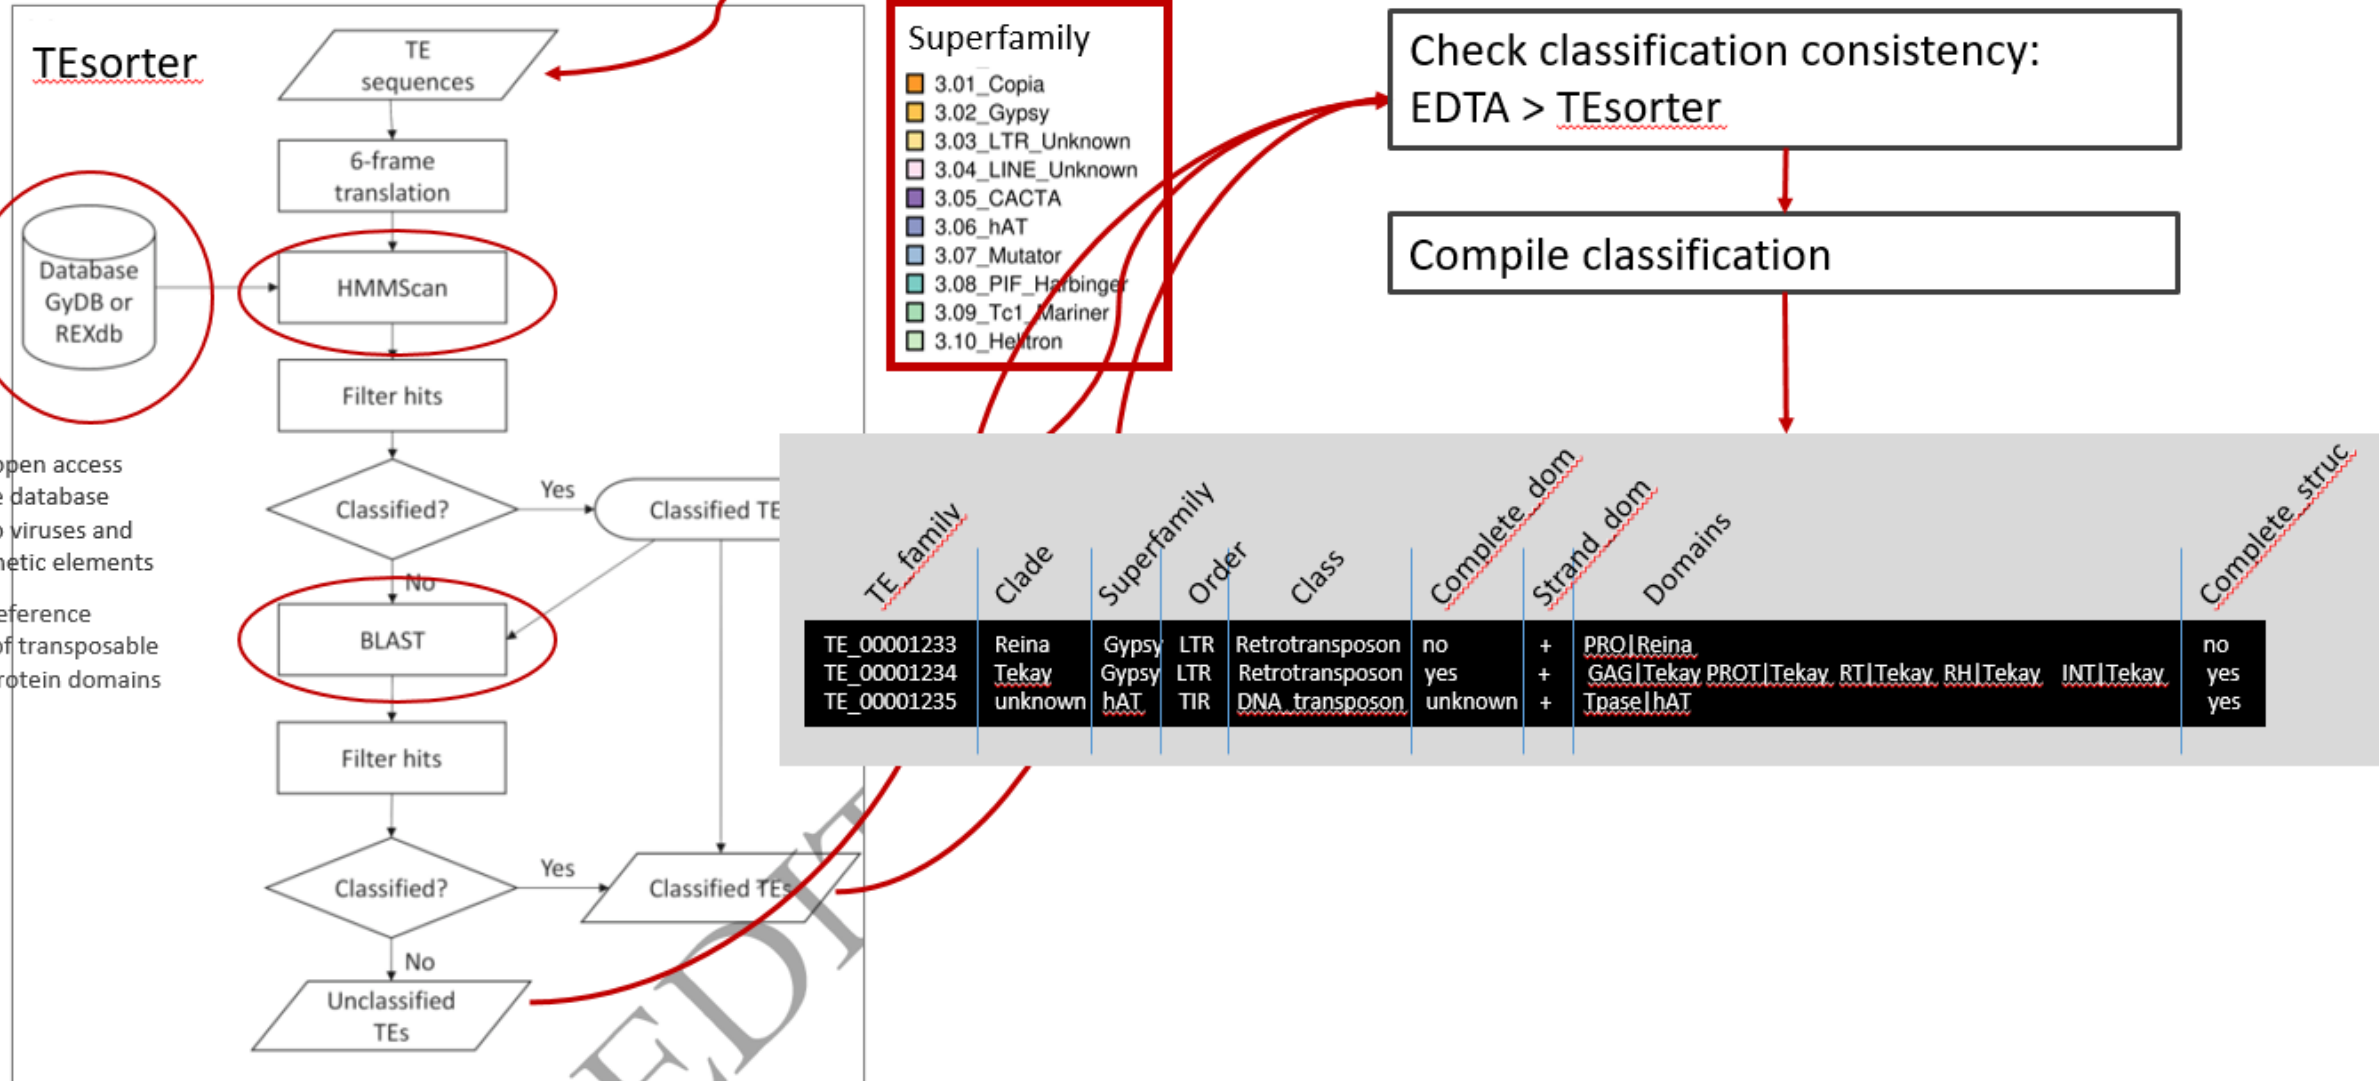 TEsorter
TE
sequences
6-frame
translation
Database
GyDB or
REXdb
HMMScan
Filter hits
open access
database
viruses and
elements
Classified?
Yes
Classified TE
No
BLAST
of transposable
protein domains
Filter hits
Classified?
Yes
Classified TEs
No
Unclassified
TEs
Superfamily
3.01_Copia
3.02_Gypsy
3.03_LTR_Unknown
3.04_LINE_Unknown
3.05_CACTA
3.06_hAT
3.07_Mutator
3.08_PIF_Harbinger
3.09_Tc1_Mariner
3.10_Helitron
Check classification consistency:
EDTA > TEsorter
Compile classification
TE_family Clade Superfamily Order Class Complete_dom Strand_dom Domains Complete_struc
TE_00001233 Reina Gypsy LTR Retrotransposon no + PRO|Reina no
TE_00001234 Tekay Gypsy LTR Retrotransposon yes + GAG|Tekay PROT|Tekay RT|Tekay RH|Tekay INT|Tekay yes
TE_00001235 unknown hAT TIR DNA_transposon unknown + Tpase|hAT yes
EDIT